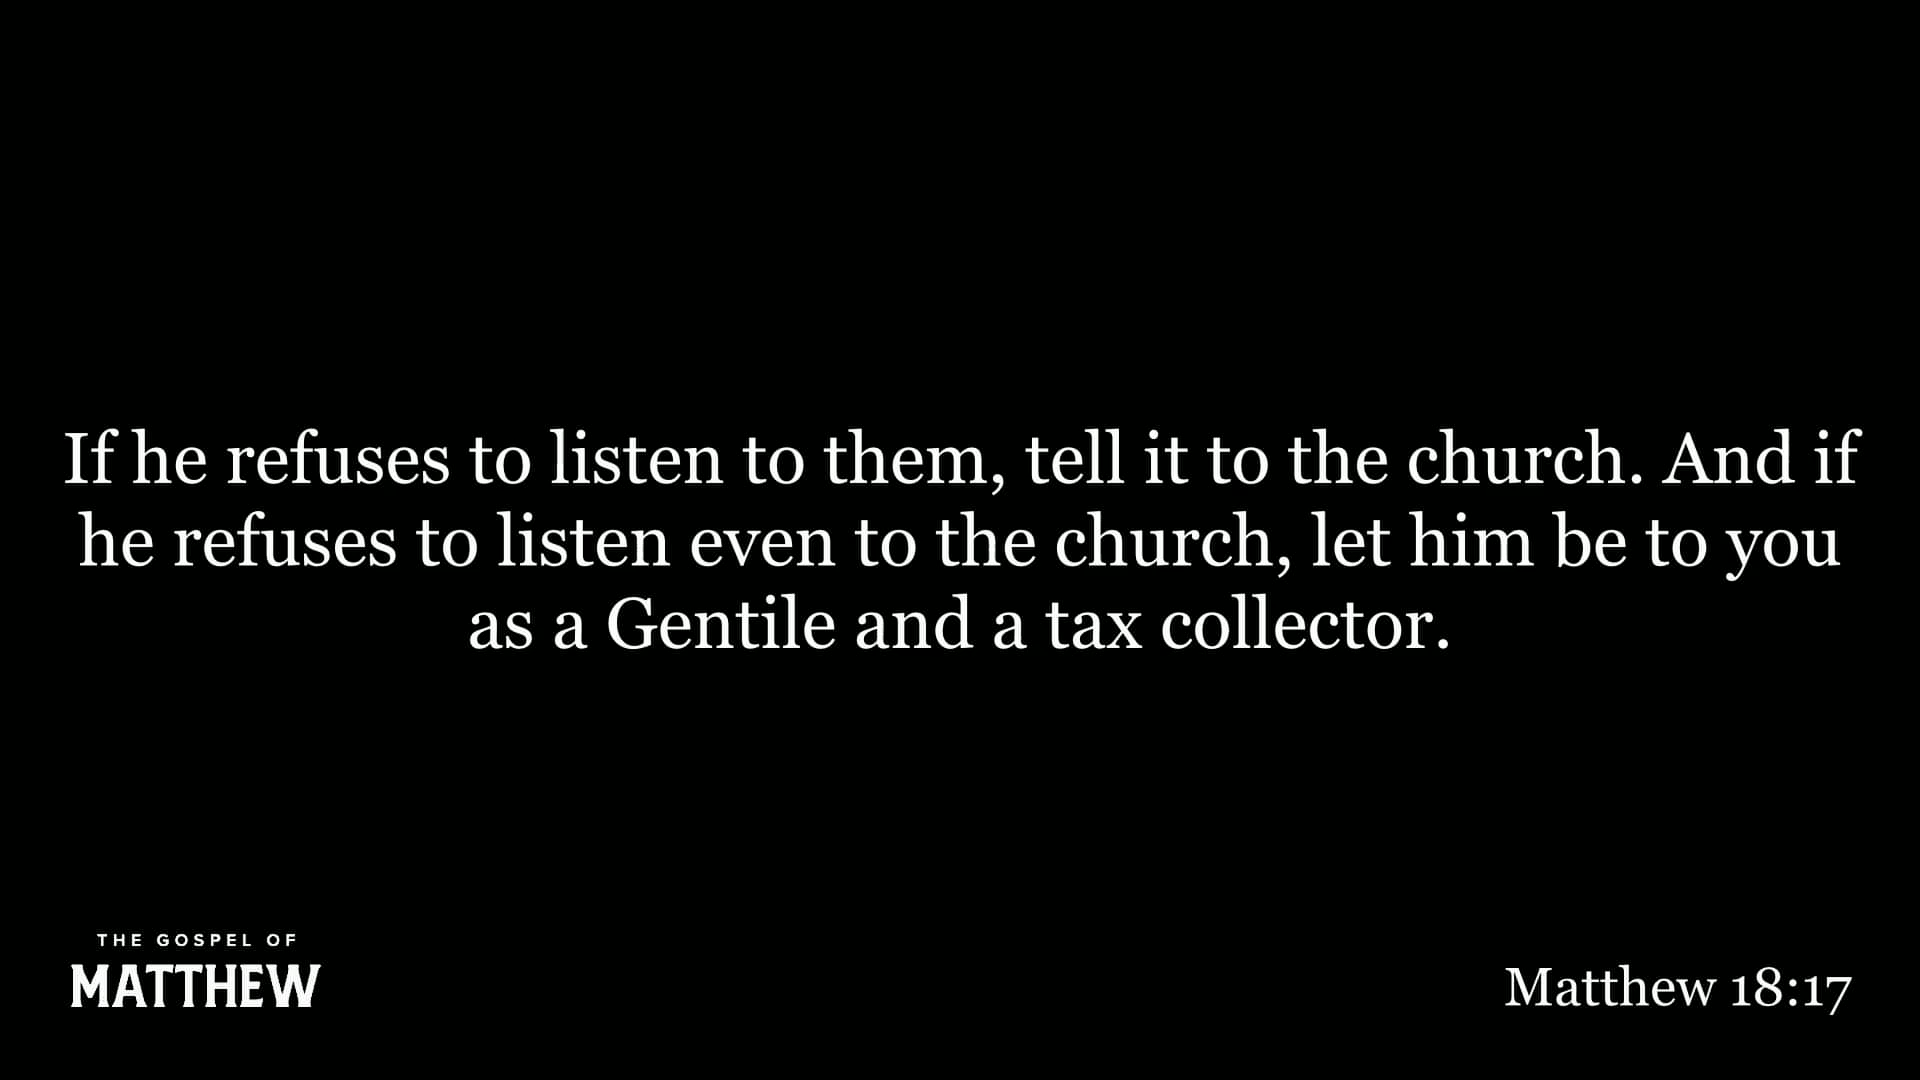 If he refuses to listen to them, tell it to the church. And if
he refuses to listen even to the church, let him be to you
as a Gentile and a tax collector.
THE GOSPEL OF
MATTHEW
Matthew 18:17